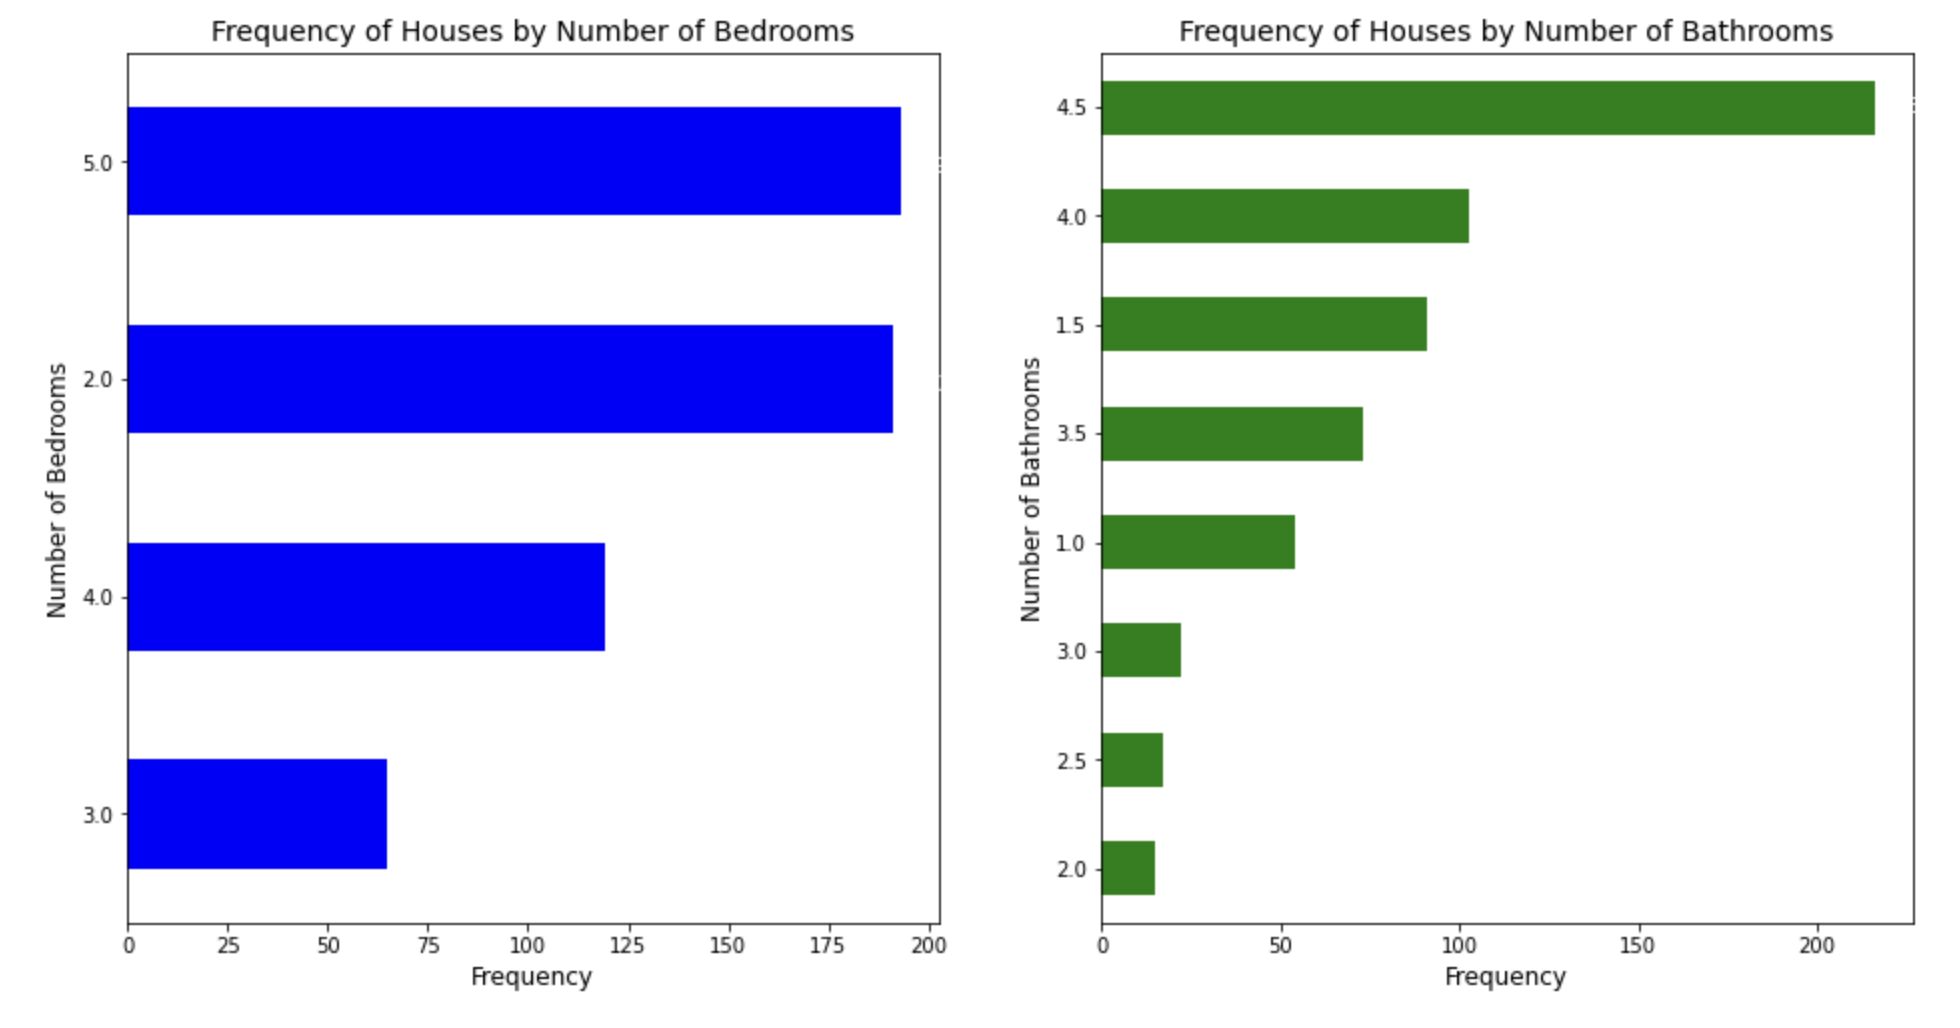 Frequency of Houses by Number of Bedrooms
Number of Bedrooms
5.0
2.0
4.0
3.0
0 25 50 75 100 125 150 175 200
Frequency
Frequency of Houses by Number of Bathrooms
Number of Bathrooms
4.5
4.0
1.5
3.5
1.0
3.0
2.5
2.0
0 50 100 150 200
Frequency